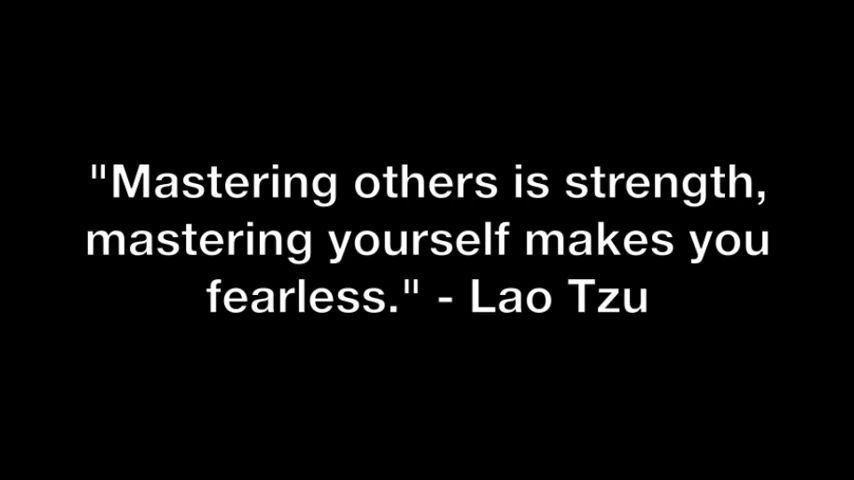 "Mastering others is strength,
mastering yourself makes you
fearless." - Lao Tzu